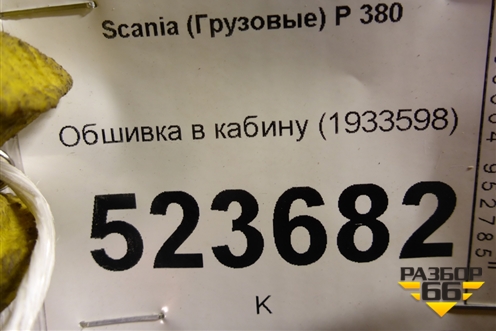 Scania (Грузовые) P 380
Обшивка в кабину (1933598)
523682
K
РАЗБОР
66